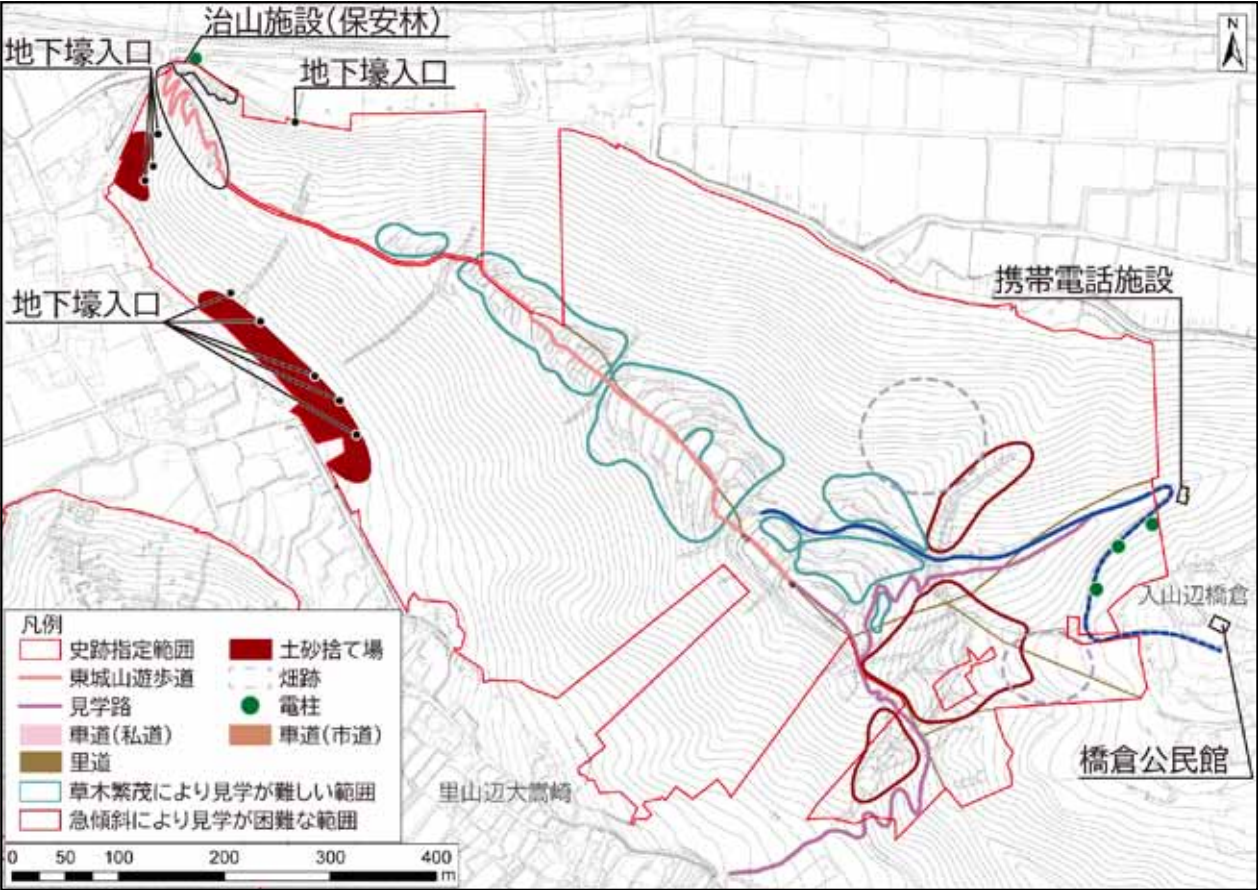 治山施設(保安林)
地下壕入口
地下壕入口
N
携帯電話施設
地下壕入口
入山辺橋倉
橋倉公民館
里山辺大嵩崎
凡例
史跡指定範囲
土砂捨て場
東城山遊歩道
畑跡
見学路
電柱
車道(私道)
車道(市道)
里道
草木繁茂により見学が難しい範囲
急傾斜により見学が困難な範囲
0 50 100 200 300 400
m